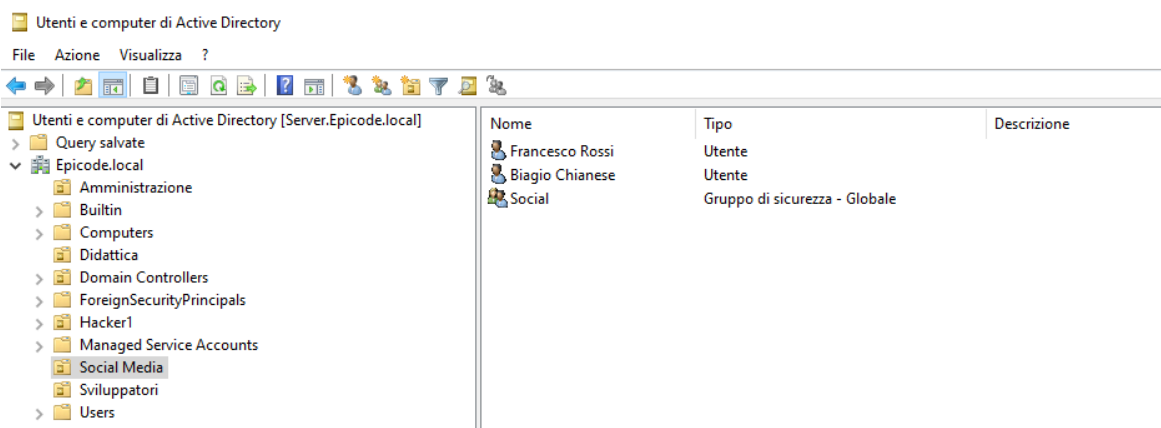 Utenti e computer di Active Directory
File Azione Visualizza ?
Utenti e computer di Active Directory [Server.Epicode.local]
Query salvate
Epicode.local
Amministrazione
Builtin
Computers
Didattica
Domain Controllers
ForeignSecurityPrincipals
Hacker1
Managed Service Accounts
Social Media
Sviluppatori
Users
Nome Tipo Descrizione
Francesco Rossi Utente
Biagio Chianese Utente
Social Gruppo di sicurezza - Globale